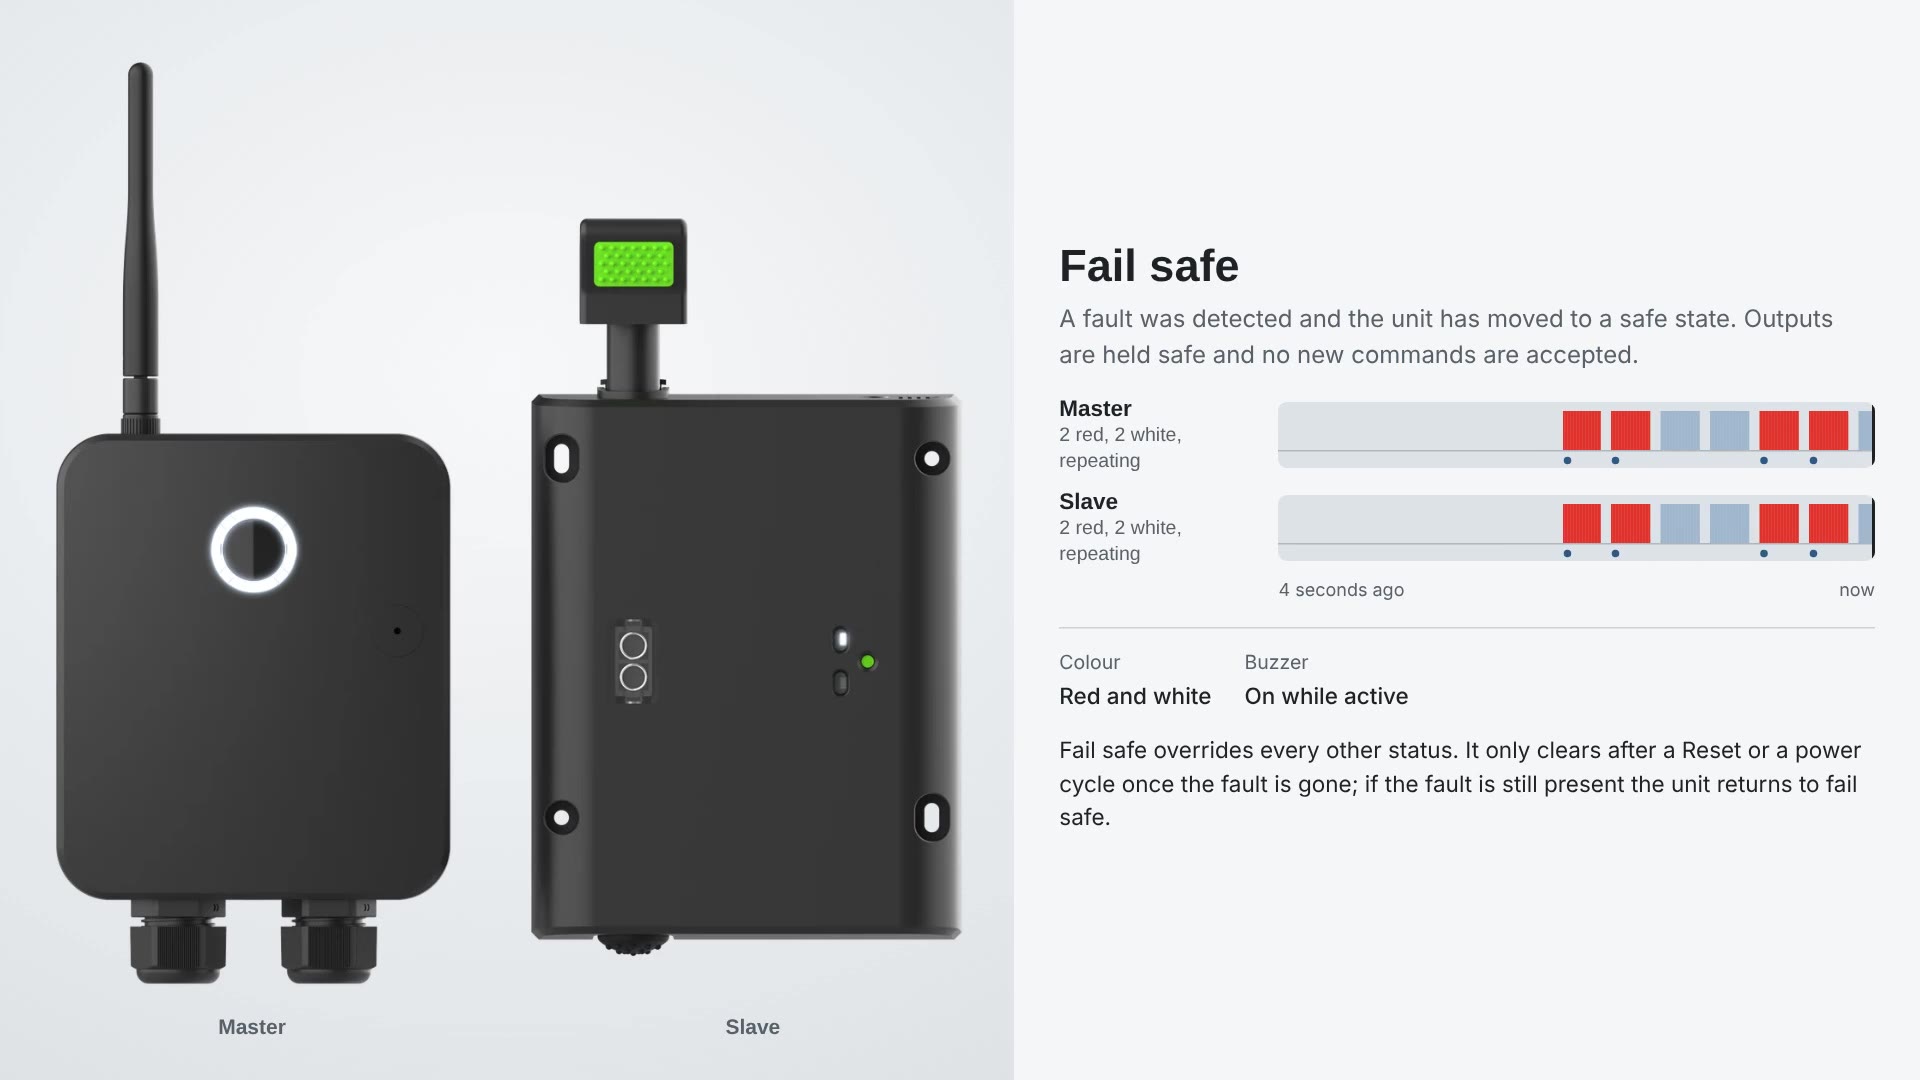 Fail safe
A fault was detected and the unit has moved to a safe state. Outputs
are held safe and no new commands are accepted.
Master
2 red, 2 white,
repeating
Slave
2 red, 2 white,
repeating
4 seconds ago
now
Colour
Buzzer
Red and white
On while active
Fail safe overrides every other status. It only clears after a Reset or a power
cycle once the fault is gone; if the fault is still present the unit returns to fail
safe.
Master
Slave